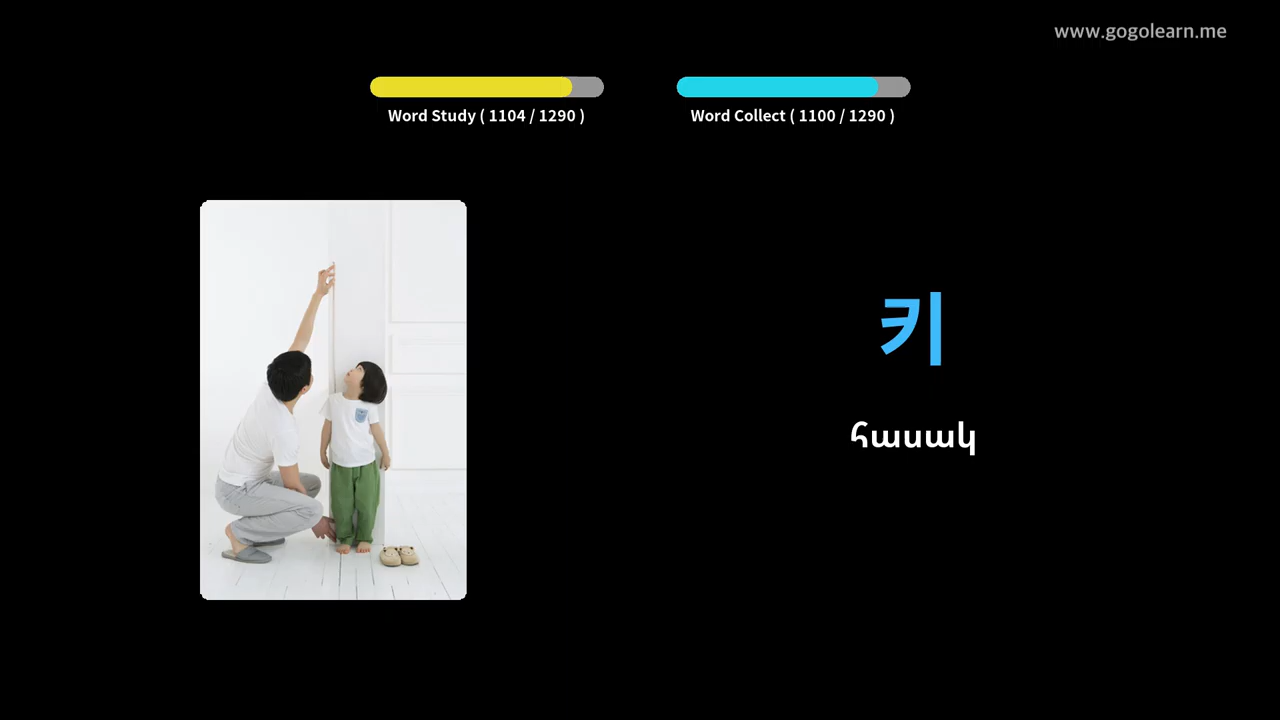 www.gogolearn.me
Word Study ( 1104 / 1290 )
Word Collect ( 1100 / 1290 )
키
հասակ